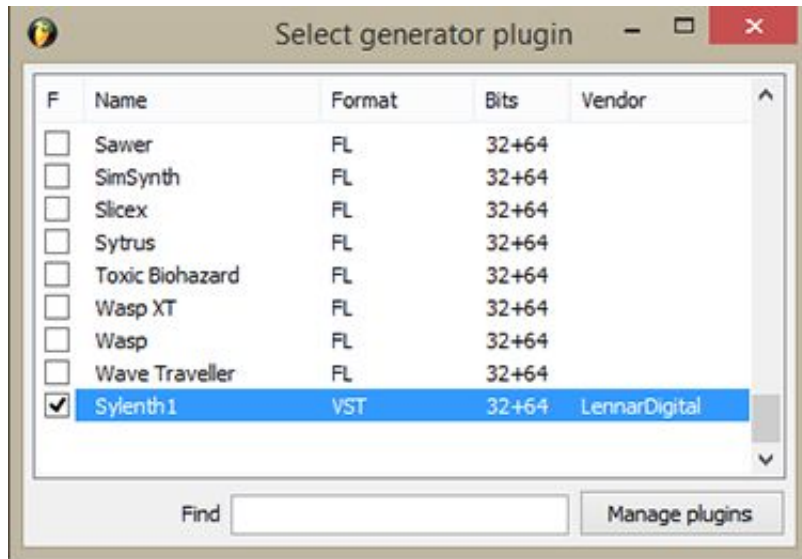 Select generator plugin
F Name Format Bits Vendor
Sawer FL 32+64
SimSynth FL 32+64
Slicex FL 32+64
Sytrus FL 32+64
Toxic Biohazard FL 32+64
Wasp XT FL 32+64
Wasp FL 32+64
Wave Traveller FL 32+64
Sylenth1 VST 32+64 LennarDigital
Find Manage plugins